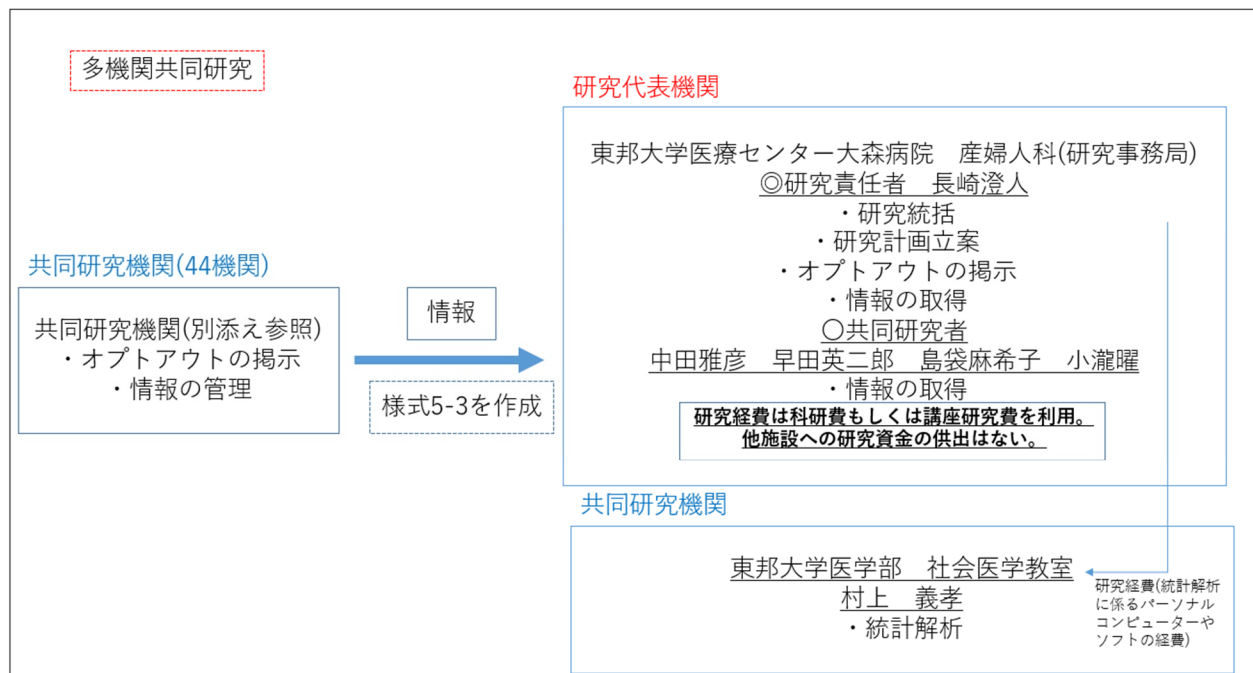 多機関共同研究
研究代表機関
東邦大学医療センター大森病院　産婦人科(研究事務局)
◎研究責任者　長崎澄人
・研究統括
・研究計画立案
・オプトアウトの掲示
・情報の取得
〇共同研究者
中田雅彦　早田英二郎　島袋麻希子　小瀧曜
・情報の取得
研究経費は科研費もしくは講座研究費を利用。
他施設への研究資金の供出はない。
共同研究機関(44機関)
共同研究機関(別添え参照)
・オプトアウトの掲示
・情報の管理
情報
様式5-3を作成
共同研究機関
東邦大学医学部　社会医学教室
村上　義孝
・統計解析
研究経費(統計解析
に係るパーソナル
コンピューターや
ソフトの経費)